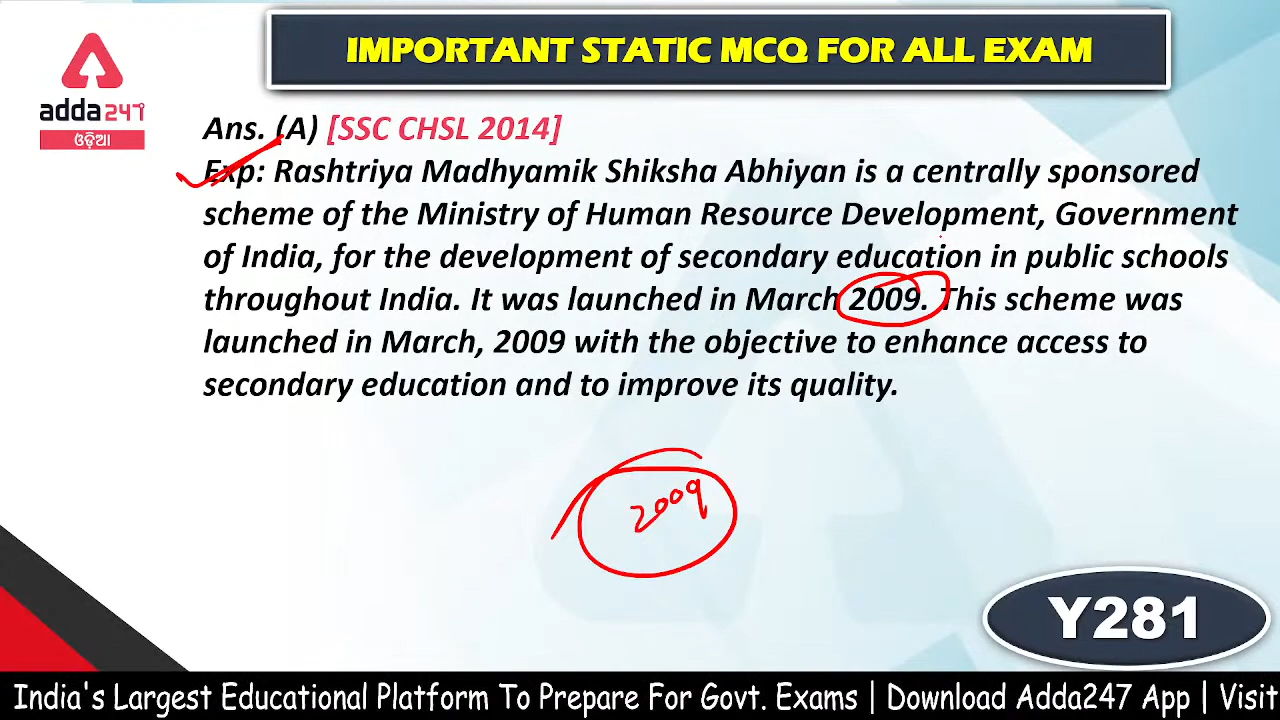 IMPORTANT STATIC MCQ FOR ALL EXAM
adda247
ଓଡ଼ିଆ
Ans. (A) [SSC CHSL 2014]
Exp: Rashtriya Madhyamik Shiksha Abhiyan is a centrally sponsored
scheme of the Ministry of Human Resource Development, Government
of India, for the development of secondary education in public schools
throughout India. It was launched in March 2009. This scheme was
launched in March, 2009 with the objective to enhance access to
secondary education and to improve its quality.
2009
Y281
India's Largest Educational Platform To Prepare For Govt. Exams | Download Adda247 App | Visit